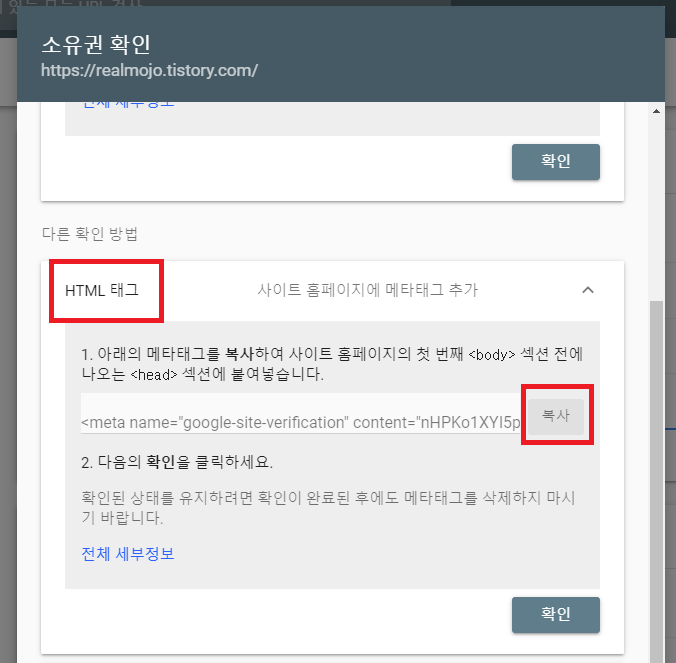 소유권 확인
https://realmojo.tistory.com/
전체 세부정보
확인
다른 확인 방법
HTML 태그
사이트 홈페이지에 메타태그 추가
1. 아래의 메타태그를 복사하여 사이트 홈페이지의 첫 번째 <body> 섹션 전에
나오는 <head> 섹션에 붙여넣습니다.
<meta name="google-site-verification" content="nHPKo1XYI5p
복사
2. 다음의 확인을 클릭하세요.
확인된 상태를 유지하려면 확인이 완료된 후에도 메타태그를 삭제하지 마시
기 바랍니다.
전체 세부정보
확인